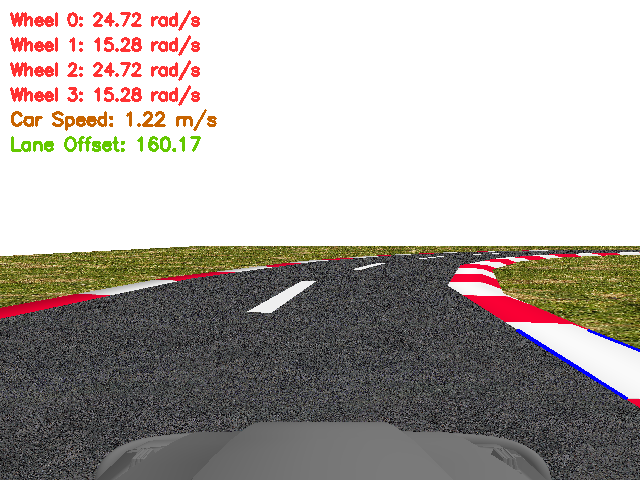 Wheel 0: 24.72 rad/s
Wheel 1: 15.28 rad/s
Wheel 2: 24.72 rad/s
Wheel 3: 15.28 rad/s
Car Speed: 1.22 m/s
Lane Offset: 160.17